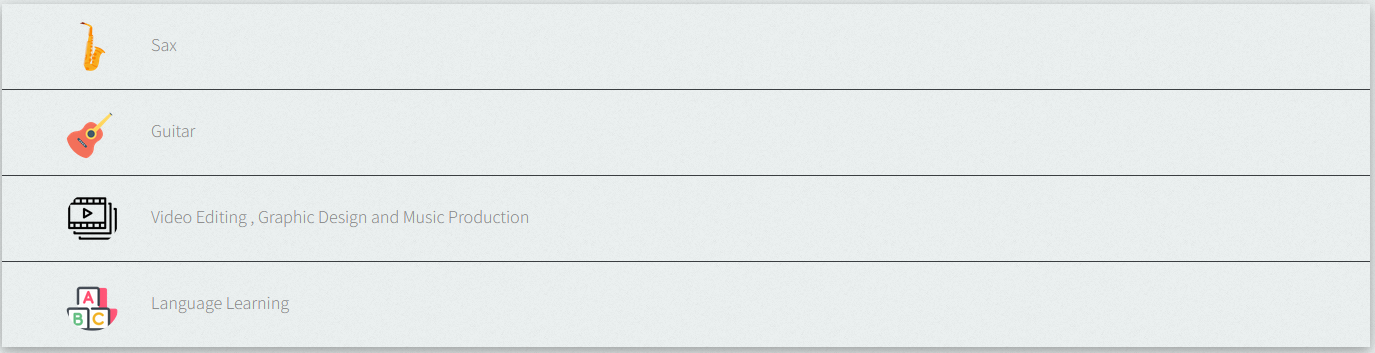 Sax
Guitar
Video Editing , Graphic Design and Music Production
A
B C
Language Learning